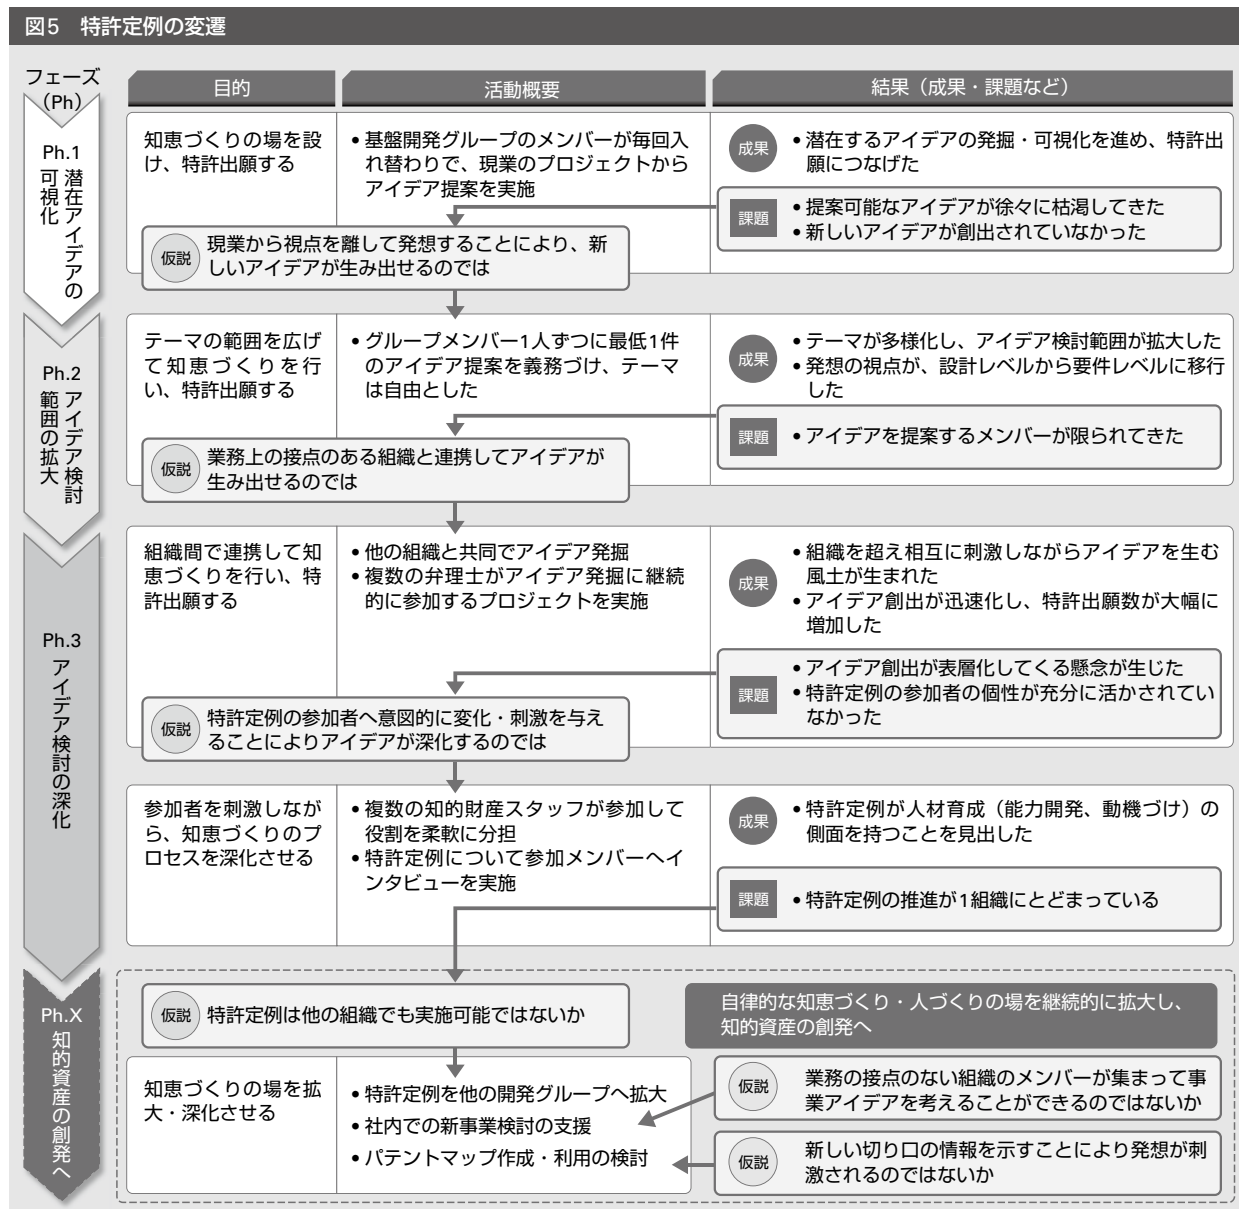 図5　特許定例の変遷
フェーズ
（Ph）
目的
活動概要
結果（成果・課題など）
Ph.1
潜在アイデアの
可視化
知恵づくりの場を設
け、特許出願する
• 基盤開発グループのメンバーが毎回入
れ替わりで、現業のプロジェクトから
アイデア提案を実施
成果
• 潜在するアイデアの発掘・可視化を進め、特許出
願につなげた
課題
• 提案可能なアイデアが徐々に枯渇してきた
• 新しいアイデアが創出されていなかった
仮説
現業から視点を離して発想することにより、新
しいアイデアが生み出せるのでは
Ph.2
アイデア検討
範囲の拡大
テーマの範囲を広げ
て知恵づくりを行
い、特許出願する
• グループメンバー1人ずつに最低1件
のアイデア提案を義務づけ、テーマ
は自由とした
成果
• テーマが多様化し、アイデア検討範囲が拡大した
• 発想の視点が、設計レベルから要件レベルに移行
した
課題
• アイデアを提案するメンバーが限られてきた
仮説
業務上の接点のある組織と連携してアイデアが
生み出せるのでは
Ph.3
アイデア検討の深化
組織間で連携して知
恵づくりを行い、特
許出願する
• 他の組織と共同でアイデア発掘
• 複数の弁理士がアイデア発掘に継続
的に参加するプロジェクトを実施
成果
• 組織を超え相互に刺激しながらアイデアを生む
風土が生まれた
• アイデア創出が迅速化し、特許出願数が大幅に
増加した
課題
• アイデア創出が表層化してくる懸念が生じた
• 特許定例の参加者の個性が充分に活かされてい
なかった
仮説
特許定例の参加者へ意図的に変化・刺激を与え
ることによりアイデアが深化するのでは
参加者を刺激しなが
ら、知恵づくりのプ
ロセスを深化させる
• 複数の知的財産スタッフが参加して
役割を柔軟に分担
• 特許定例について参加メンバーへイ
ンタビューを実施
成果
• 特許定例が人材育成（能力開発、動機づけ）の
側面を持つことを見出した
課題
• 特許定例の推進が1組織にとどまっている
Ph.X
知的資産の創発へ
仮説
特許定例は他の組織でも実施可能ではないか
自律的な知恵づくり・人づくりの場を継続的に拡大し、
知的資産の創発へ
知恵づくりの場を拡
大・深化させる
• 特許定例を他の開発グループへ拡大
• 社内での新事業検討の支援
• パテントマップ作成・利用の検討
仮説
業務の接点のない組織のメンバーが集まって事
業アイデアを考えることができるのではないか
仮説
新しい切り口の情報を示すことにより発想が刺
激されるのではないか